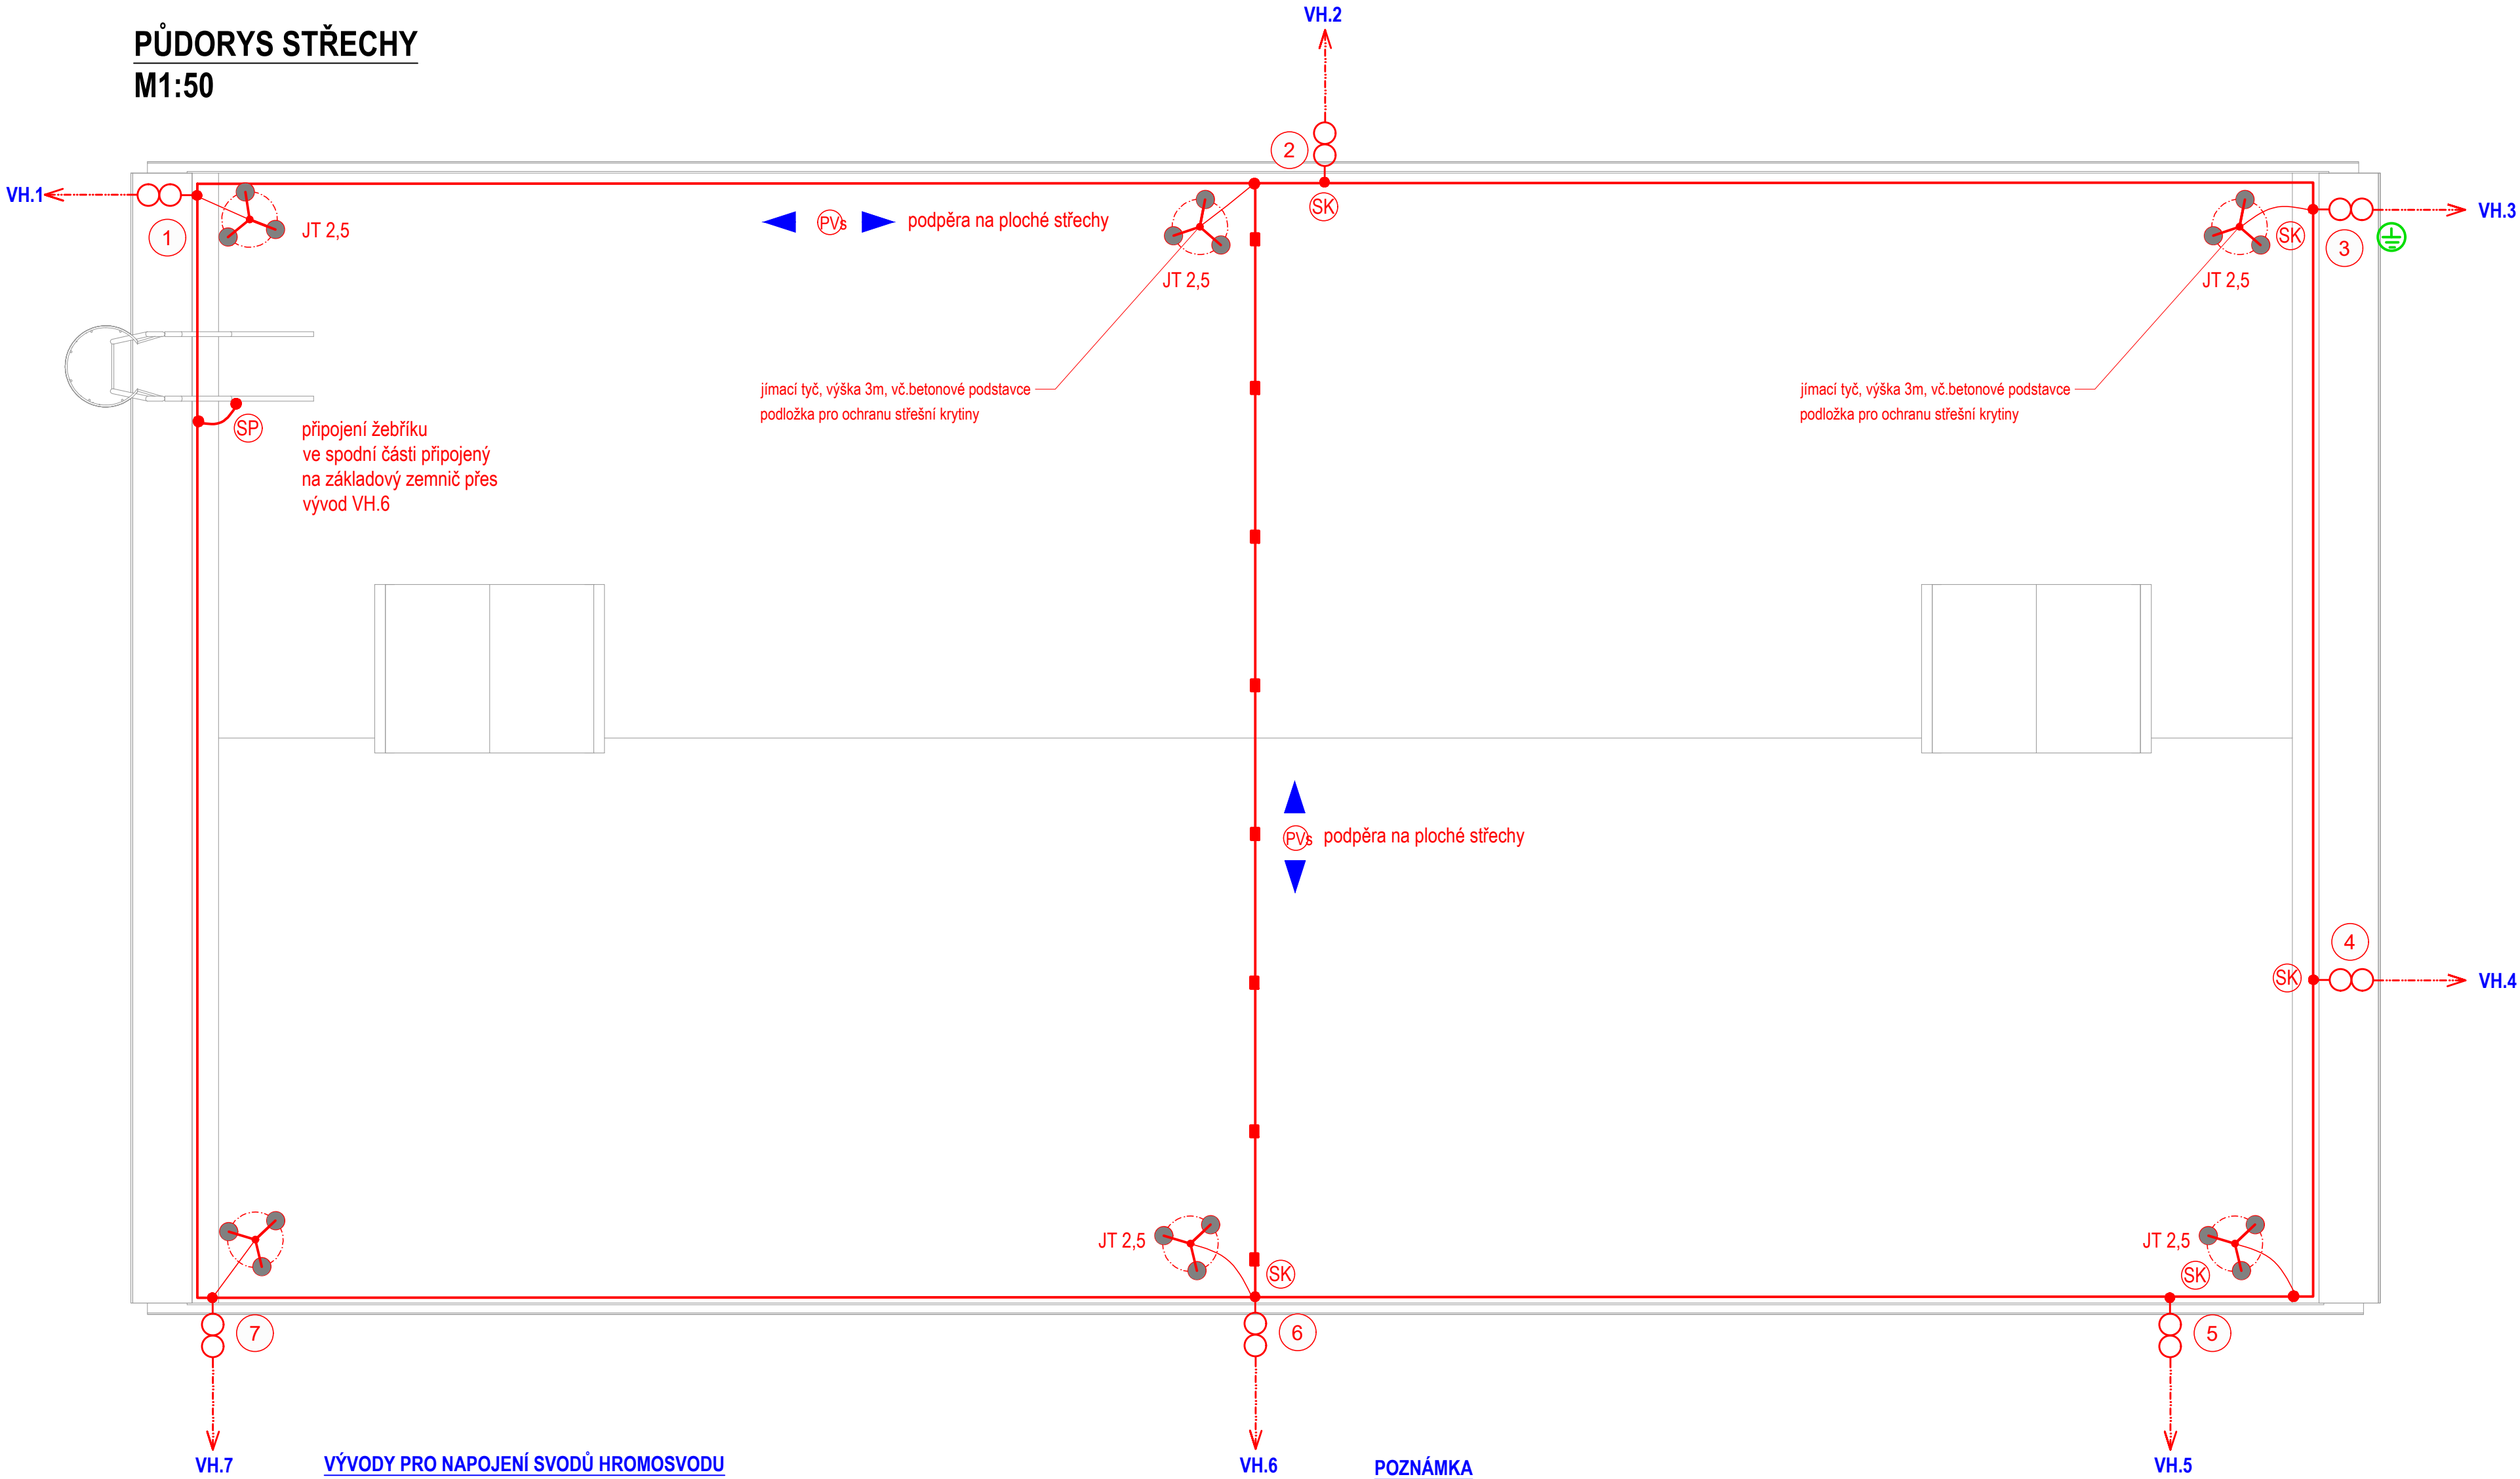 PŮDORYS STŘECHY
M1:50
VH.2
2
SK
VH.1
1
JT 2,5
PVs
podpěra na ploché střechy
JT 2,5
JT 2,5
SK
3
VH.3
jímací tyč, výška 3m, vč.betonové podstavce
podložka pro ochranu střešní krytiny
jímací tyč, výška 3m, vč.betonové podstavce
podložka pro ochranu střešní krytiny
SP
připojení žebříku
ve spodní části připojený
na základový zemnič přes
vývod VH.6
PVs
podpěra na ploché střechy
4
SK
VH.4
JT 2,5
SK
JT 2,5
SK
7
6
5
VH.7
VÝVODY PRO NAPOJENÍ SVODŮ HROMOSVODU
VH.6
POZNÁMKA
VH.5